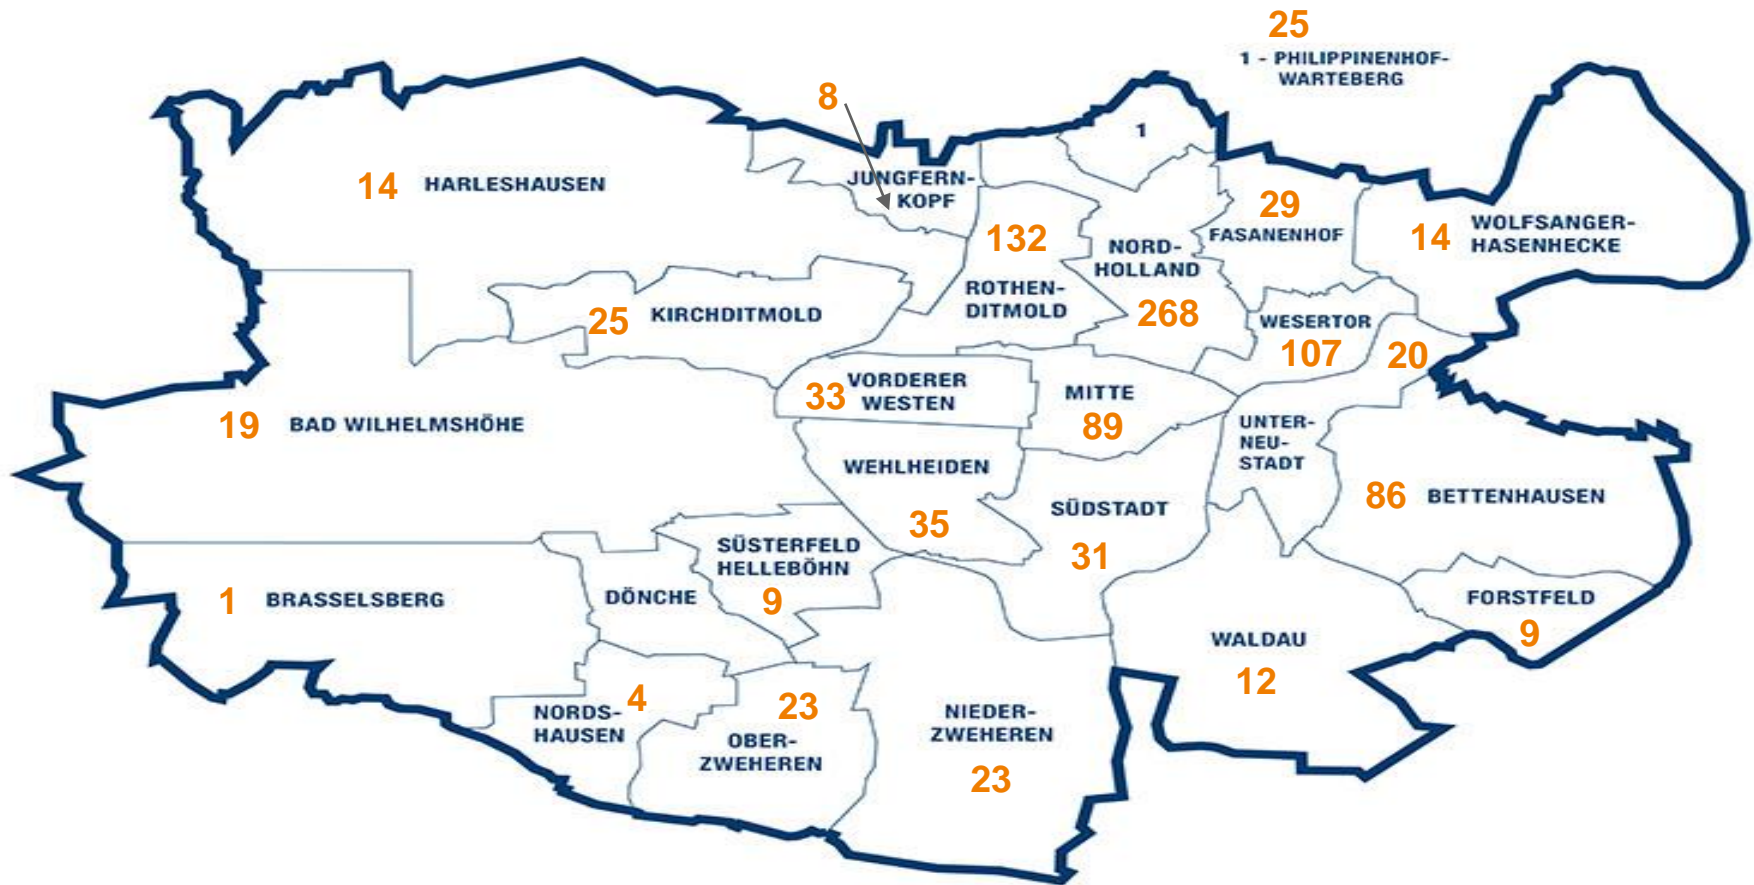 25
1 - PHILIPPINENHOF-
WARTEBERG
8
1
14 HARLESHAUSEN
JUNGFERN-
KOPF
29
FASANENHOF
14
WOLFSANGER-
HASENHECKE
132
ROTHEN-
DITMOLD
NORD-
HOLLAND
268
25 KIRCHDITMOLD
WESERTOR
107
20
33
VORDERER
WESTEN
MITTE
89
19 BAD WILHELMSHÖHE
UNTER-
NEU-
STADT
WEHLHEIDEN
35
SÜDSTADT
31
86 BETTENHAUSEN
SÜSTERFELD
HELLEBÖHN
9
1 BRASSELSBERG
DÖNCHE
FORSTFELD
9
WALDAU
12
4
NORDS-
HAUSEN
23
OBER-
ZWEHEREN
NIEDER-
ZWEHEREN
23